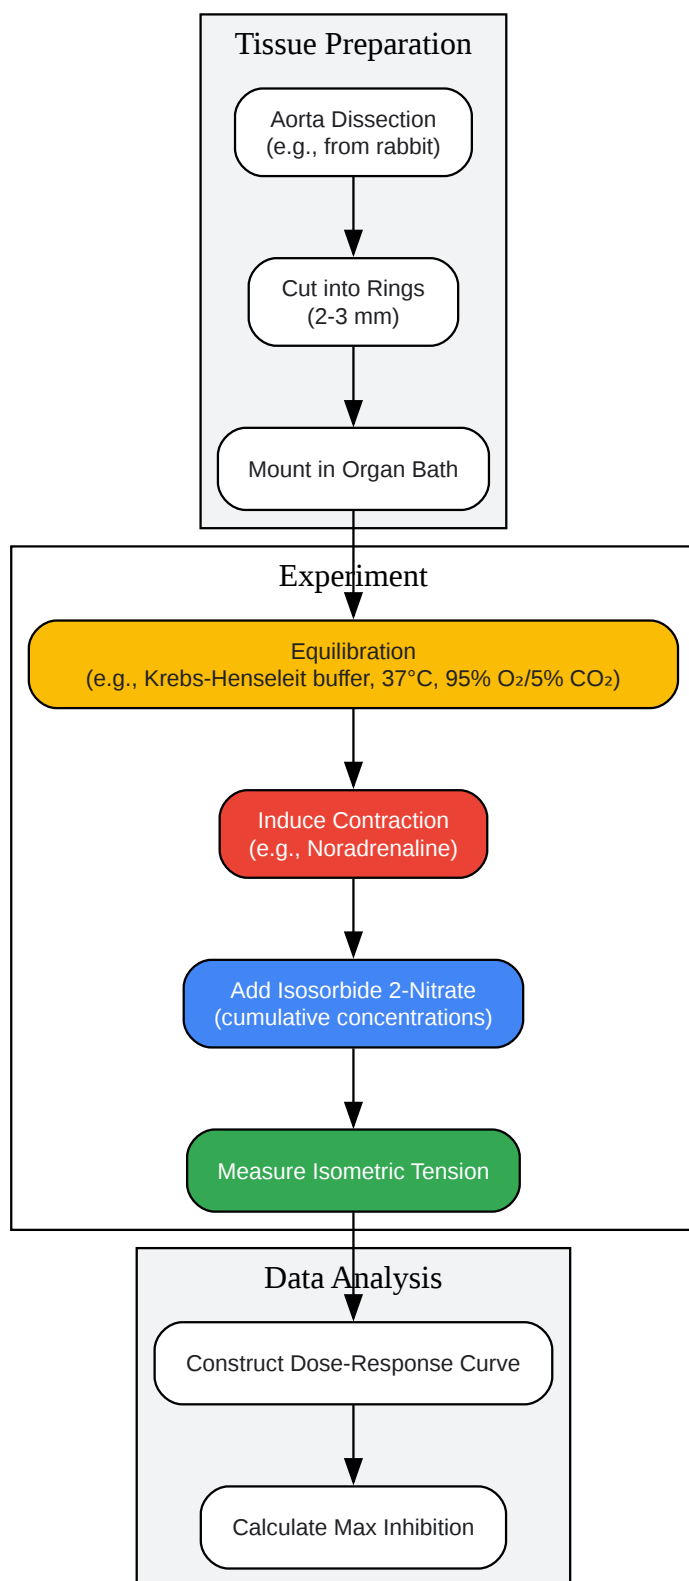 Tissue Preparation
Aorta Dissection
(e.g., from rabbit)
Cut into Rings
(2-3 mm)
Mount in Organ Bath
Experiment
Equilibration
(e.g., Krebs-Henseleit buffer, 37°C, 95% O₂/5% CO₂)
Induce Contraction
(e.g., Noradrenaline)
Add Isosorbide 2-Nitrate
(cumulative concentrations)
Measure Isometric Tension
Data Analysis
Construct Dose-Response Curve
Calculate Max Inhibition